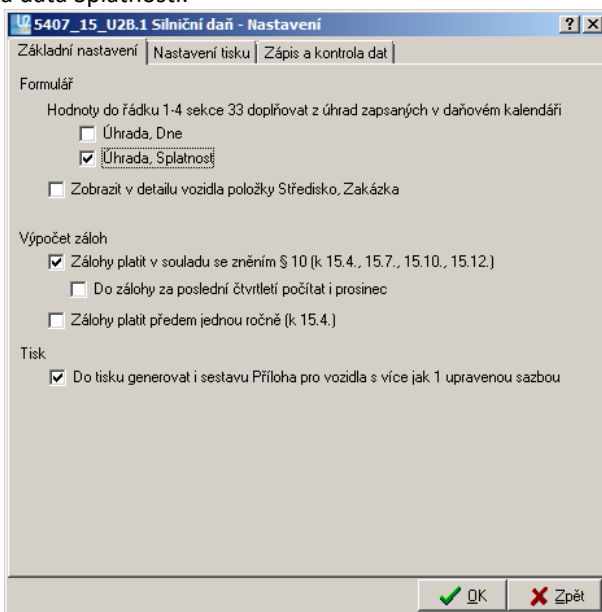 a data splatnosti.
5407_15_U2B.1 Silniční daň - Nastavení
Základní nastavení Nastavení tisku Zápis a kontrola dat
Formulář
Hodnoty do řádku 1-4 sekce 33 doplňovat z úhrad zapsaných v daňovém kalendáři
Úhrada, Dne
Úhrada, Splatnost
Zobrazit v detailu vozidla položky Středisko, Zakázka
Výpočet záloh
Zálohy platit v souladu se zněním § 10 (k 15.4., 15.7., 15.10., 15.12.)
Do zálohy za poslední čtvrtletí počítat i prosinec
Zálohy platit předem jednou ročně (k 15.4.)
Tisk
Do tisku generovat i sestavu Příloha pro vozidla s více jak 1 upravenou sazbou
OK Zpět